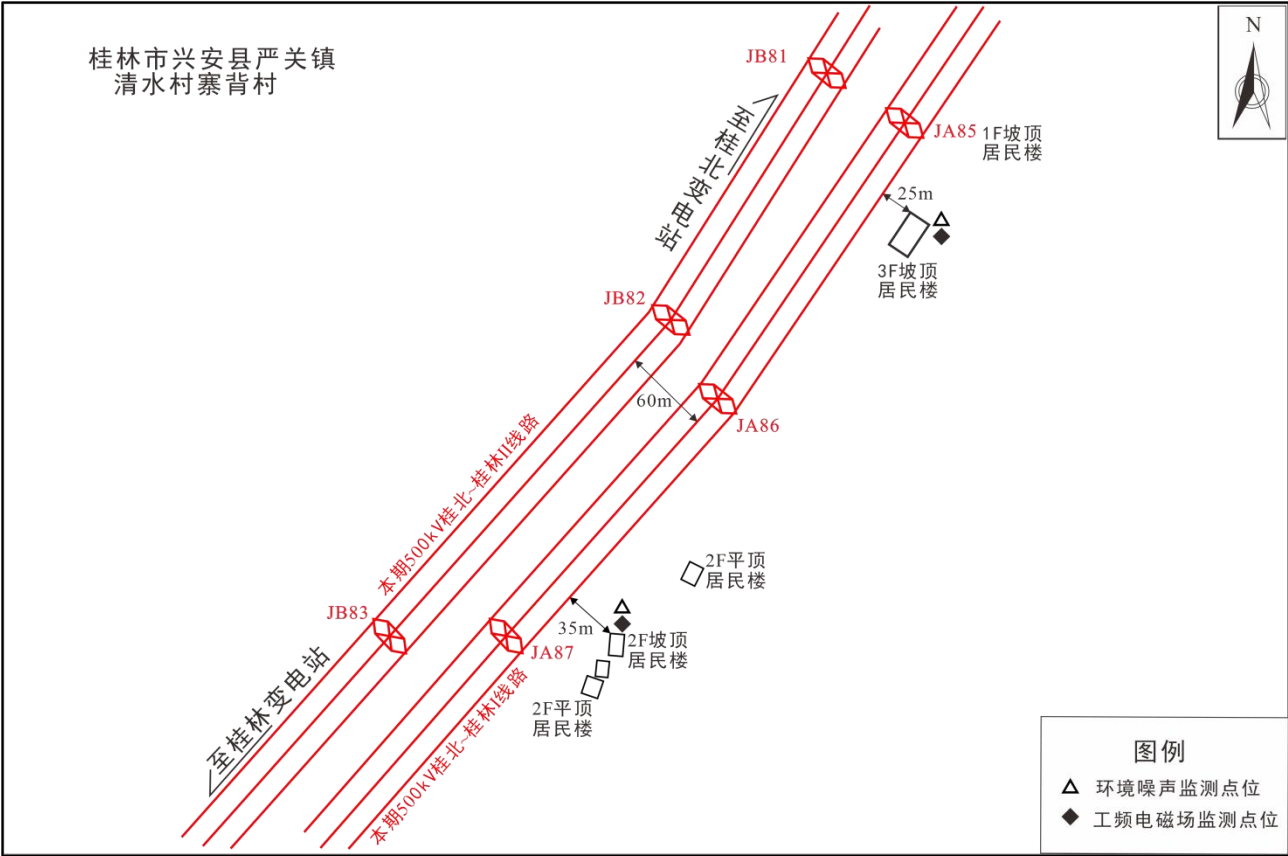 桂林市兴安县严关镇
清水村寨背村
N
JB81
至桂北变电站
JA85
1F坡顶
居民楼
25m
3F坡顶
居民楼
JB82
60m
JA86
本期500kV桂北~桂林II线路
2F平顶
居民楼
JB83
35m
JA87
2F坡顶
居民楼
至桂林变电站
2F平顶
居民楼
本期500kV桂北~桂林I线路
图例
环境噪声监测点位
工频电磁场监测点位